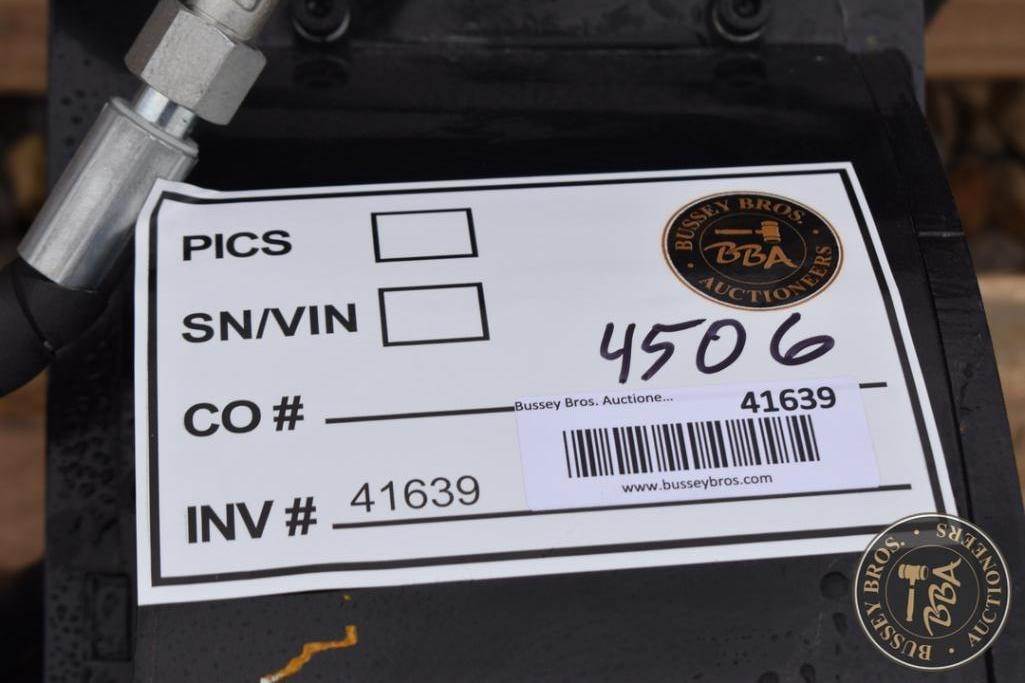 PICS
BUSSEY BROS.
BBA
AUCTIONEERS
SN/VIN
4506
CO #
Bussey Bros. Auctione... 41639
www.busseybros.com
INV # 41639
BUSSEY BROS.
BBA
AUCTIONEERS